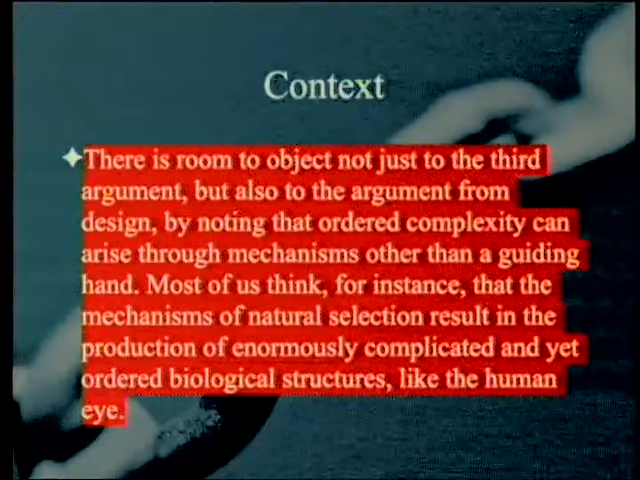 Context
There is room to object not just to the third
argument, but also to the argument from
design, by noting that ordered complexity can
arise through mechanisms other than a guiding
hand. Most of us think, for instance, that the
mechanisms of natural selection result in the
production of enormously complicated and yet
ordered biological structures, like the human
eye.